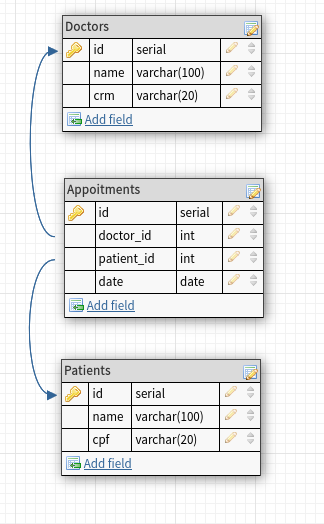 Doctors
id serial
name varchar(100)
crm varchar(20)
Add field
Appoitments
id serial
doctor_id int
patient_id int
date date
Add field
Patients
id serial
name varchar(100)
cpf varchar(20)
Add field